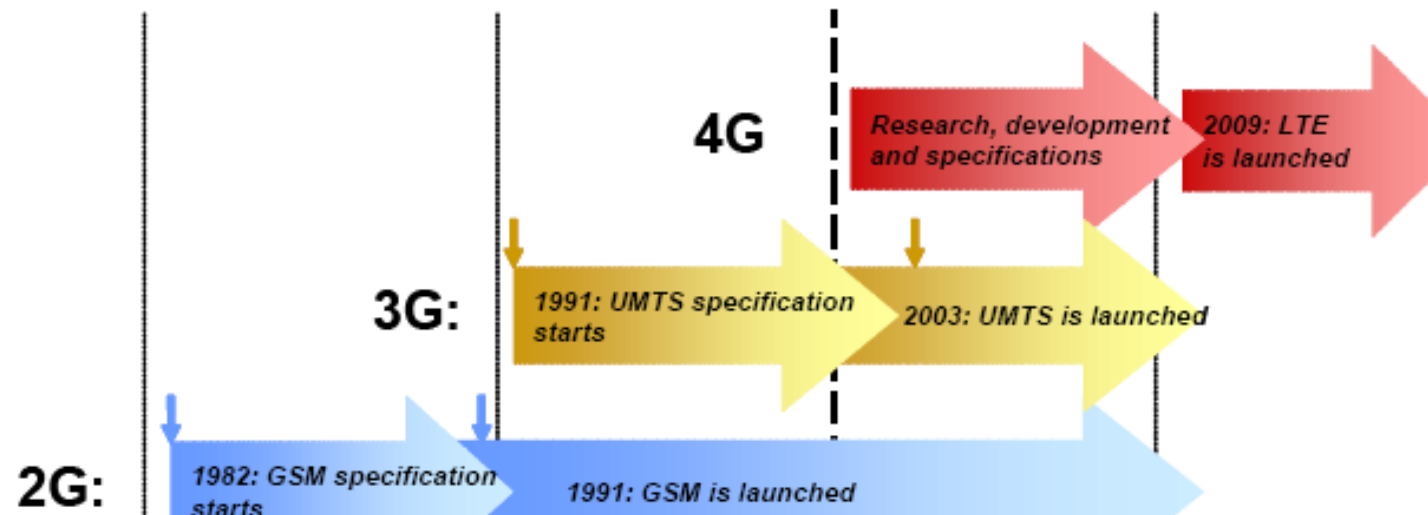 4G
Research, development
and specifications
2009: LTE
is launched
3G:
1991: UMTS specification
starts
2003: UMTS is launched
2G:
1982: GSM specification
starts
1991: GSM is launched